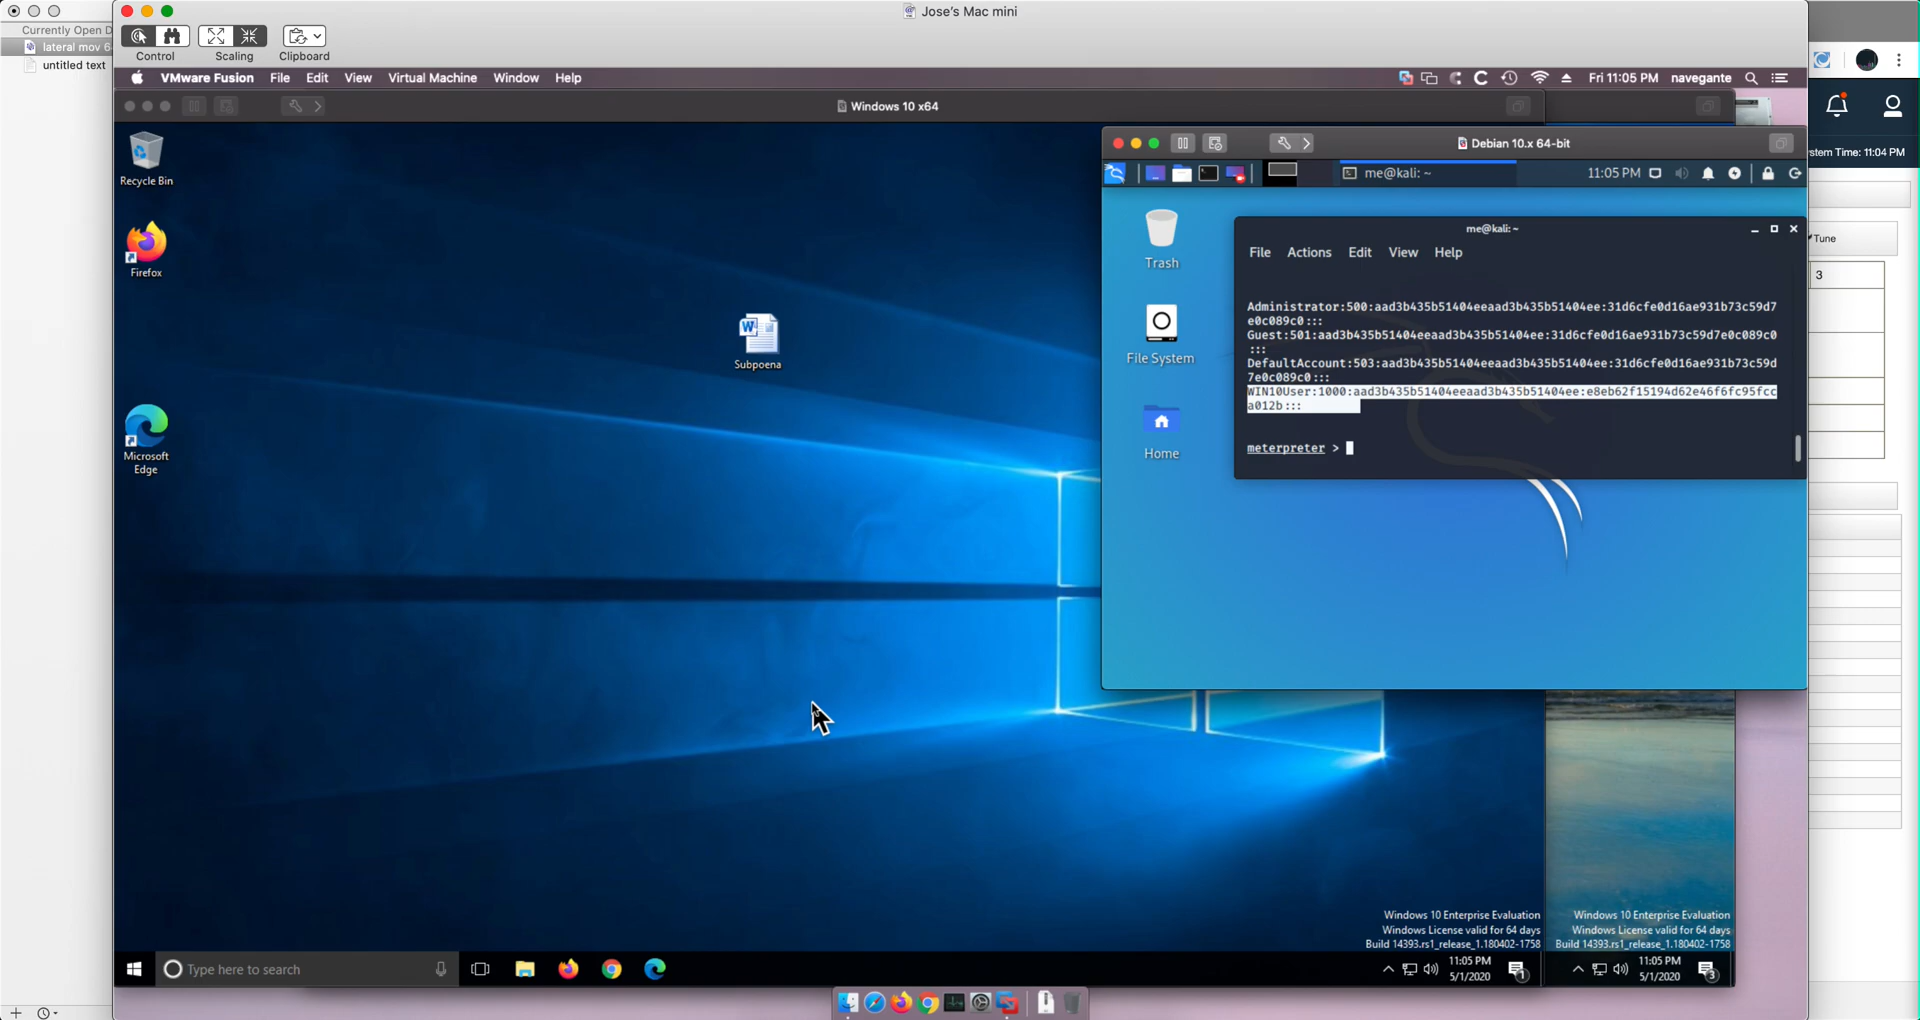 Jose's Mac mini
Currently Open D
lateral mov 6
untitled text
Control
Scaling
Clipboard
VMware Fusion File Edit View Virtual Machine Window Help
Fri 11:05 PM navegante
Windows 10 x64
Recycle Bin
Firefox
Subpoena
Microsoft
Edge
Debian 10.x 64-bit
me@kali: ~
11:05 PM
Trash
File System
Home
me@kali: ~
File Actions Edit View Help
Administrator:500:aad3b435b51404eeaad3b435b51404ee:31d6cfe0d16ae931b73c59d7
e0c089c0:::
Guest:501:aad3b435b51404eeaad3b435b51404ee:31d6cfe0d16ae931b73c59d7e0c089c0
:::
DefaultAccount:503:aad3b435b51404eeaad3b435b51404ee:31d6cfe0d16ae931b73c59d
7e0c089c0:::
WIN10User:1000:aad3b435b51404eeaad3b435b51404ee:e8eb62f15194d62e46f6fc95fcc
a012b:::
meterpreter >
stem Time: 11:04 PM
Tune
3
Windows 10 Enterprise Evaluation
Windows License valid for 64 days
Build 14393.rs1_release_1.180402-1758
Windows 10 Enterprise Evaluation
Windows License valid for 64 days
Build 14393.rs1_release_1.180402-1758
Type here to search
11:05 PM
5/1/2020
1
11:05 PM
5/1/2020
3